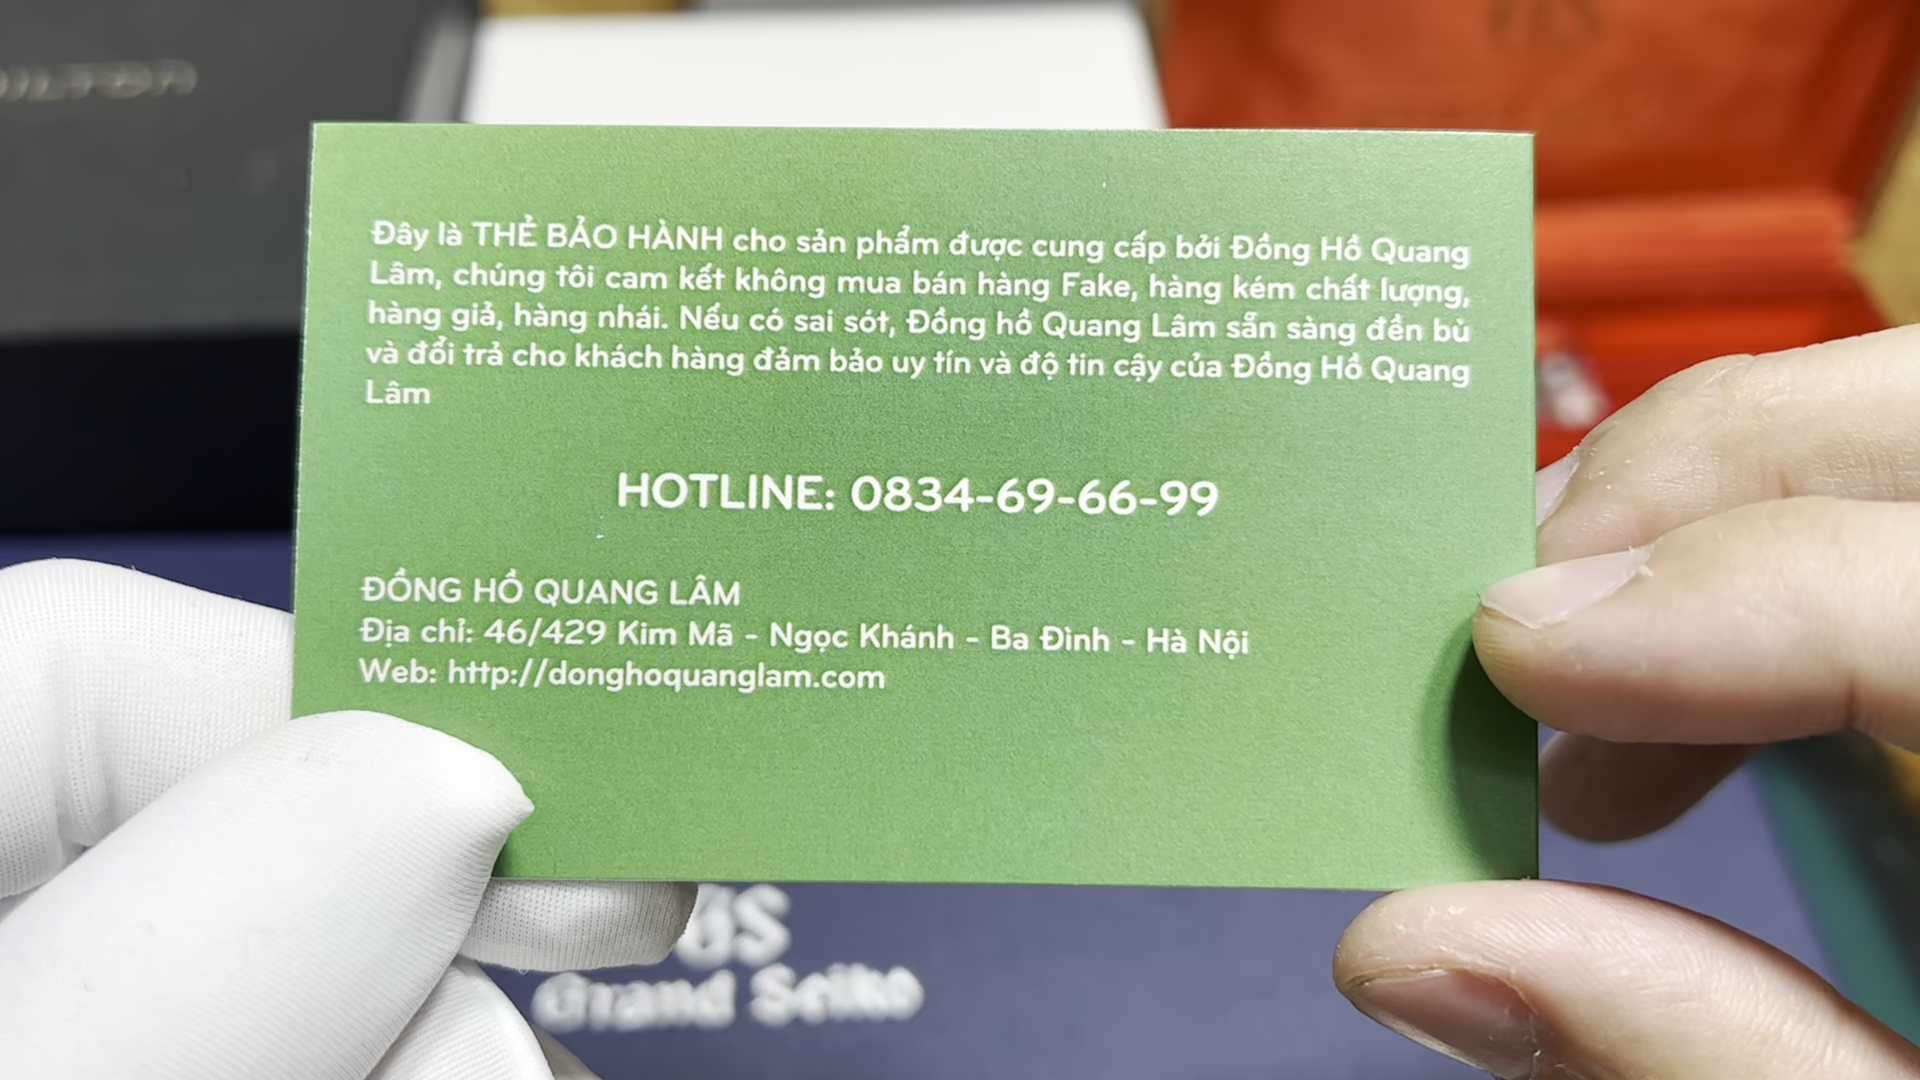 Đây là THẺ BẢO HÀNH cho sản phẩm được cung cấp bởi Đồng Hồ Quang
Lâm, chúng tôi cam kết không mua bán hàng Fake, hàng kém chất lượng,
hàng giả, hàng nhái. Nếu có sai sót, Đồng hồ Quang Lâm sẵn sàng đền bù
và đổi trả cho khách hàng đảm bảo uy tín và độ tin cậy của Đồng Hồ Quang
Lâm
HOTLINE: 0834-69-66-99
ĐỒNG HỒ QUANG LÂM
Địa chỉ: 46/429 Kim Mã - Ngọc Khánh - Ba Đình - Hà Nội
Web: http://donghoquanglam.com
GS
Grand Seiko